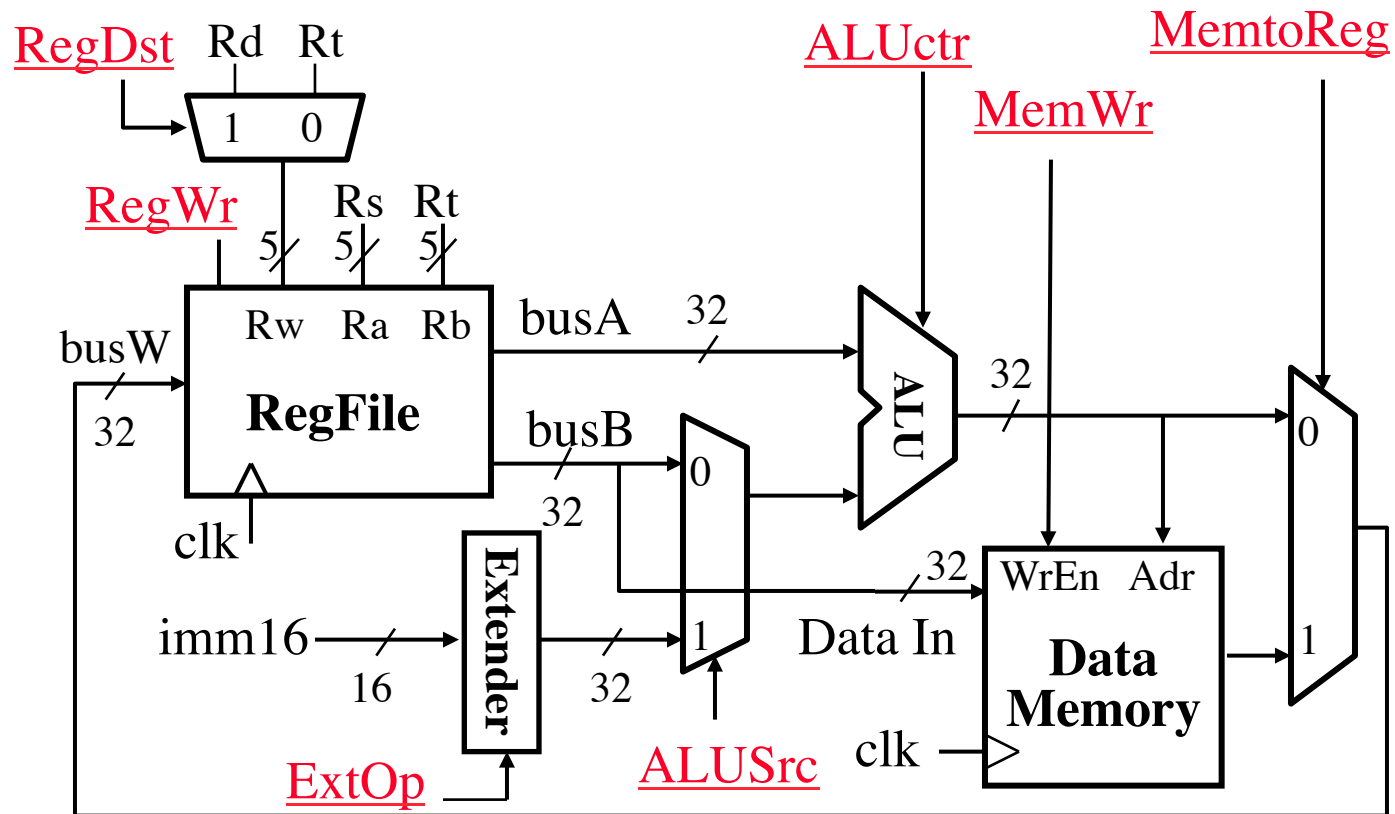 RegDst Rd Rt ALUctr MemtoReg
MemWr
1 0
RegWr Rs Rt
5 5 5
Rw Ra Rb busA 32
busW
32 RegFile ALU 32
busB 0 0
32
clk
Extender 32 WrEn Adr
imm16 1 Data In 1
16 32 Data
Memory
clk
ExtOp ALUSrc